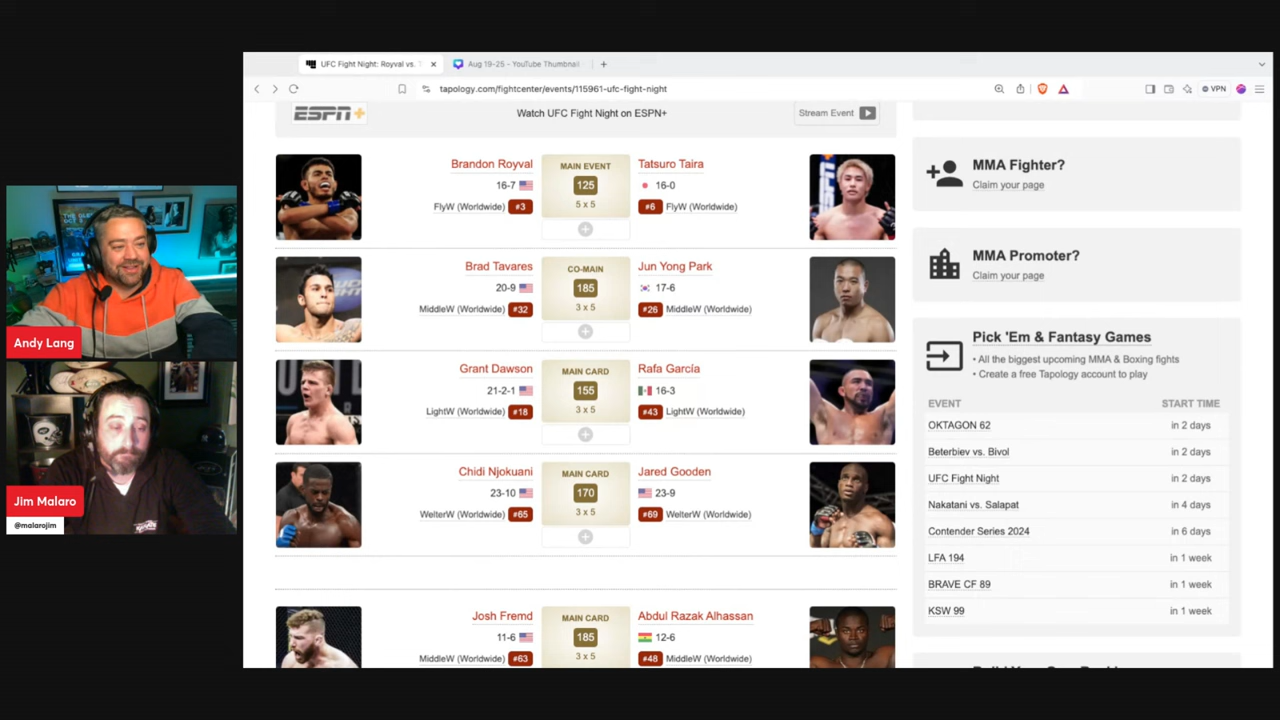 UFC Fight Night: Royval vs. T
Aug 19-25 - YouTube Thumbnail
tapology.com/fightcenter/events/115961-ufc-fight-night
VPN
ESPN+
Watch UFC Fight Night on ESPN+
Stream Event
Brandon Royval
MAIN EVENT
Tatsuro Taira
16-7
125
16-0
FlyW (Worldwide) #3
5 x 5
#6 FlyW (Worldwide)
Brad Tavares
CO-MAIN
Jun Yong Park
20-9
185
17-6
MiddleW (Worldwide) #32
3 x 5
#26 MiddleW (Worldwide)
Grant Dawson
MAIN CARD
Rafa García
21-2-1
155
16-3
LightW (Worldwide) #18
3 x 5
#43 LightW (Worldwide)
Chidi Njokuani
MAIN CARD
Jared Gooden
23-10
170
23-9
WelterW (Worldwide) #65
3 x 5
#69 WelterW (Worldwide)
Josh Fremd
MAIN CARD
Abdul Razak Alhassan
11-6
185
12-6
MiddleW (Worldwide) #63
3 x 5
#48 MiddleW (Worldwide)
MMA Fighter?
Claim your page
MMA Promoter?
Claim your page
Pick 'Em & Fantasy Games
• All the biggest upcoming MMA & Boxing fights
• Create a free Tapology account to play
EVENT START TIME
OKTAGON 62 in 2 days
Beterbiev vs. Bivol in 2 days
UFC Fight Night in 2 days
Nakatani vs. Salapat in 4 days
Contender Series 2024 in 6 days
LFA 194 in 1 week
BRAVE CF 89 in 1 week
KSW 99 in 1 week
Andy Lang
Jim Malaro
@malarojim